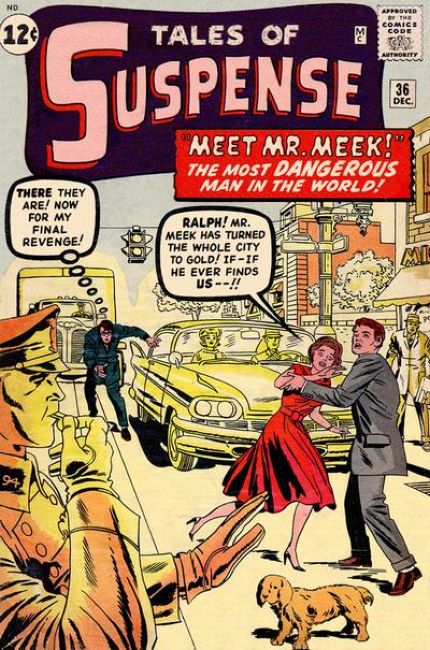 ND
12¢
TALES OF
SUSPENSE
MC
APPROVED
BY THE
COMICS
CODE
AUTHORITY
36
DEC.
"MEET MR. MEEK!"
THE MOST DANGEROUS
MAN IN THE WORLD!
THERE THEY
ARE! NOW
FOR MY
FINAL
REVENGE!
RALPH! MR.
MEEK HAS TURNED
THE WHOLE CITY
TO GOLD! IF-IF
HE EVER FINDS
US--!!
94